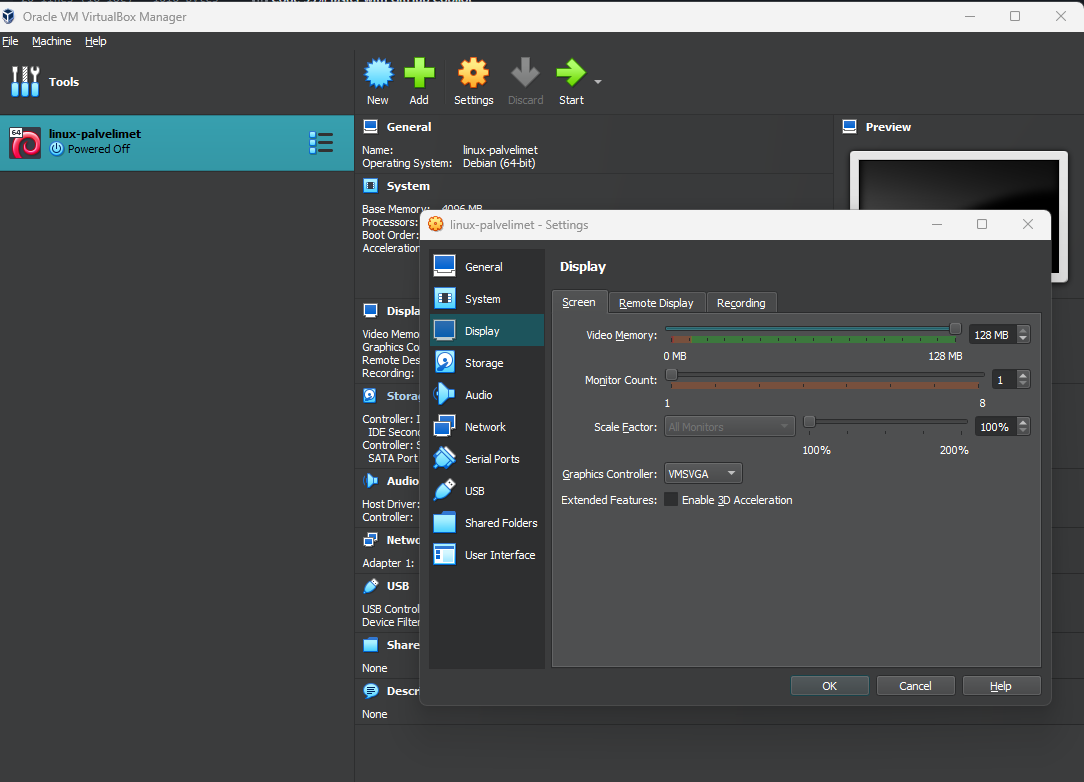 Oracle VM VirtualBox Manager
File Machine Help
Tools
New Add Settings Discard Start
64
linux-palvelimet
Powered Off
General
Name: linux-palvelimet
Operating System: Debian (64-bit)
System
Base Memory: 4096 MB
Processors:
Boot Order:
Acceleration
Display
Video Memo
Graphics Co
Remote Des
Recording:
Storag
Controller: I
IDE Secon
Controller: S
SATA Port
Audio
Host Driver:
Controller:
Netwo
Adapter 1:
USB
USB Control
Device Filter
Share
None
Descr
None
Preview
linux-palvelimet - Settings
General
System
Display
Storage
Audio
Network
Serial Ports
USB
Shared Folders
User Interface
Display
Screen Remote Display Recording
Video Memory: 128 MB
0 MB 128 MB
Monitor Count: 1
1 8
Scale Factor: All Monitors 100%
100% 200%
Graphics Controller: VMSVGA
Extended Features: Enable 3D Acceleration
OK Cancel Help